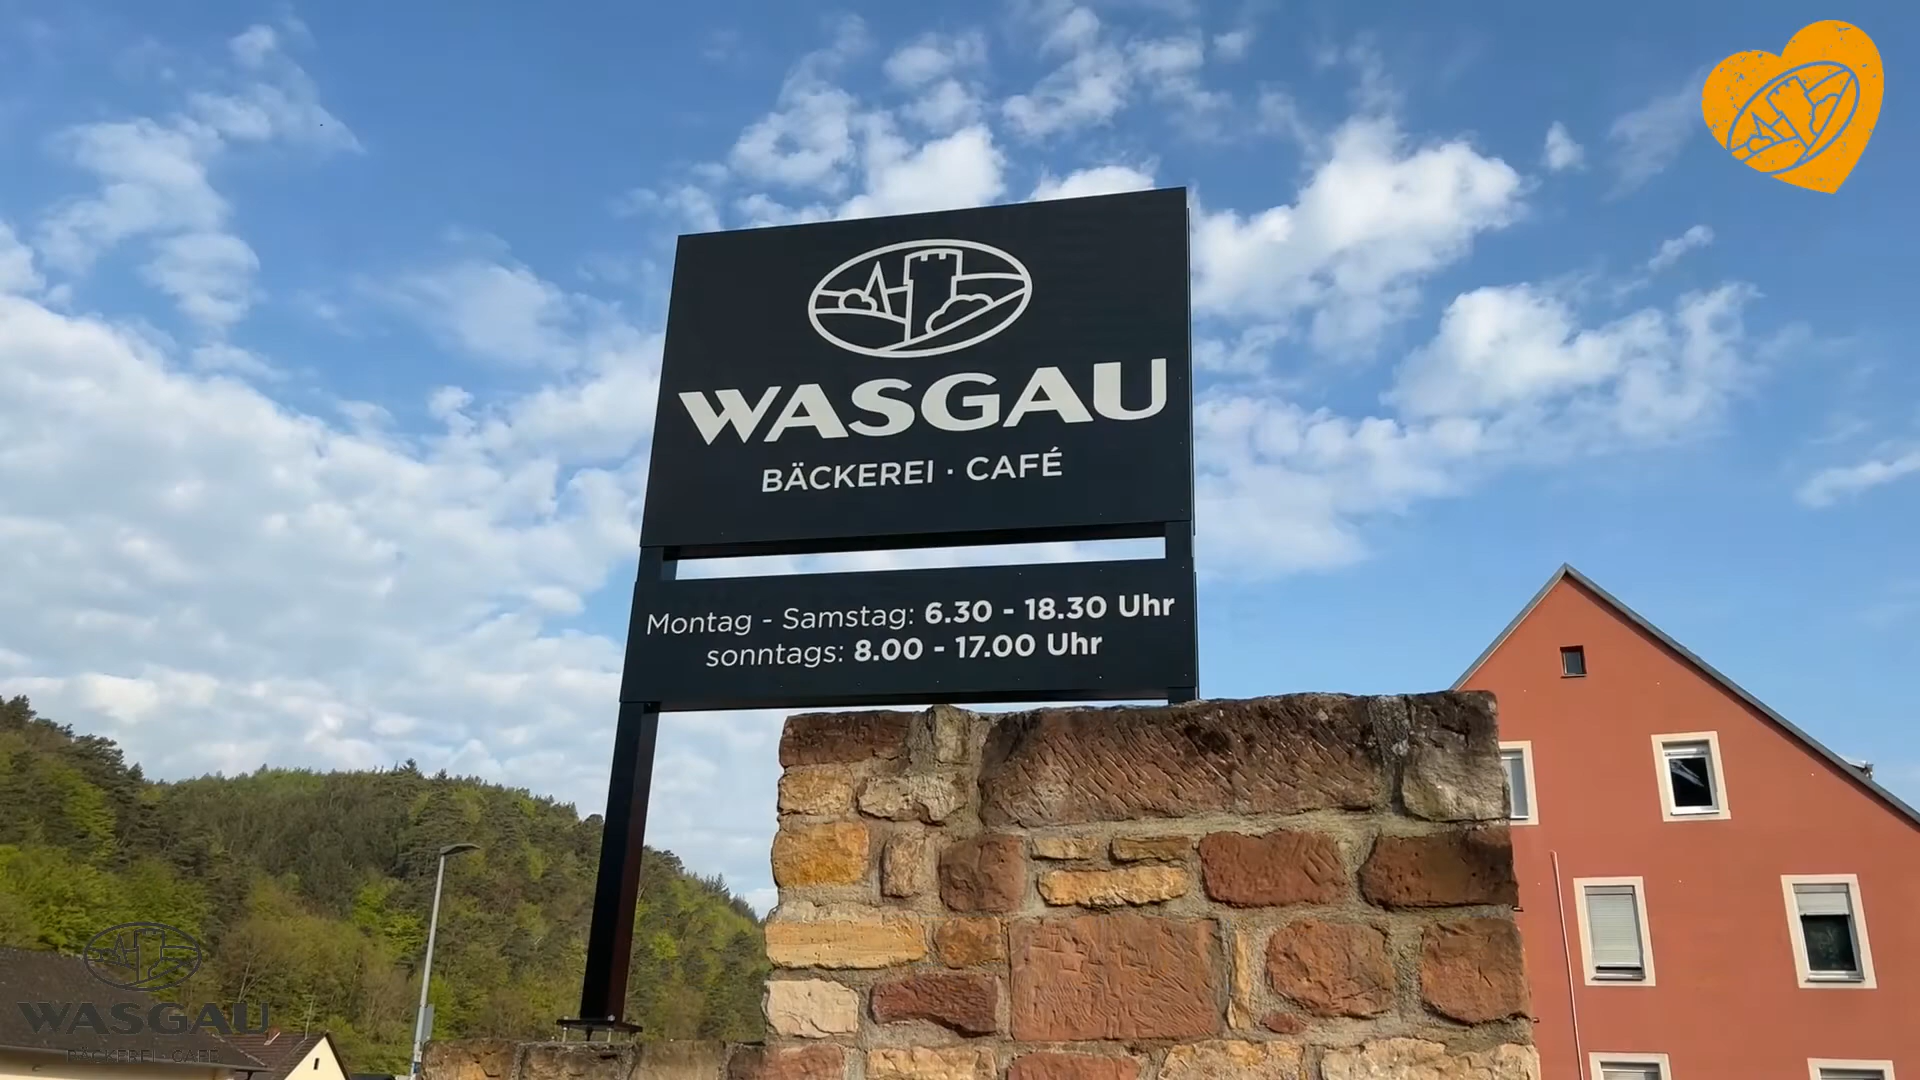 WASGAU
BÄCKEREI · CAFÉ
Montag - Samstag: 6.30 - 18.30 Uhr
sonntags: 8.00 - 17.00 Uhr
WASGAU
BÄCKEREI · CAFÉ